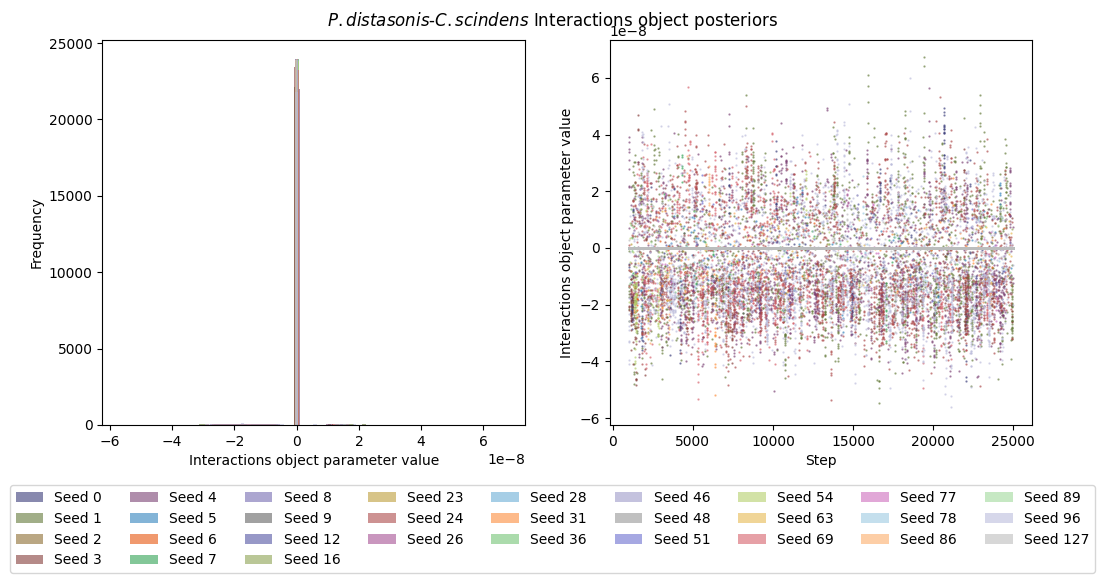 P. distasonis-C. scindens Interactions object posteriors
25000
20000
15000
10000
5000
0
Frequency
−6 −4 −2 0 2 4 6
1e−8
Interactions object parameter value
1e−8
6
4
2
0
−2
−4
−6
Interactions object parameter value
0 5000 10000 15000 20000 25000
Step
Seed 0 Seed 4 Seed 8 Seed 23 Seed 28 Seed 46 Seed 54 Seed 77 Seed 89
Seed 1 Seed 5 Seed 9 Seed 24 Seed 31 Seed 48 Seed 63 Seed 78 Seed 96
Seed 2 Seed 6 Seed 12 Seed 26 Seed 36 Seed 51 Seed 69 Seed 86 Seed 127
Seed 3 Seed 7 Seed 16